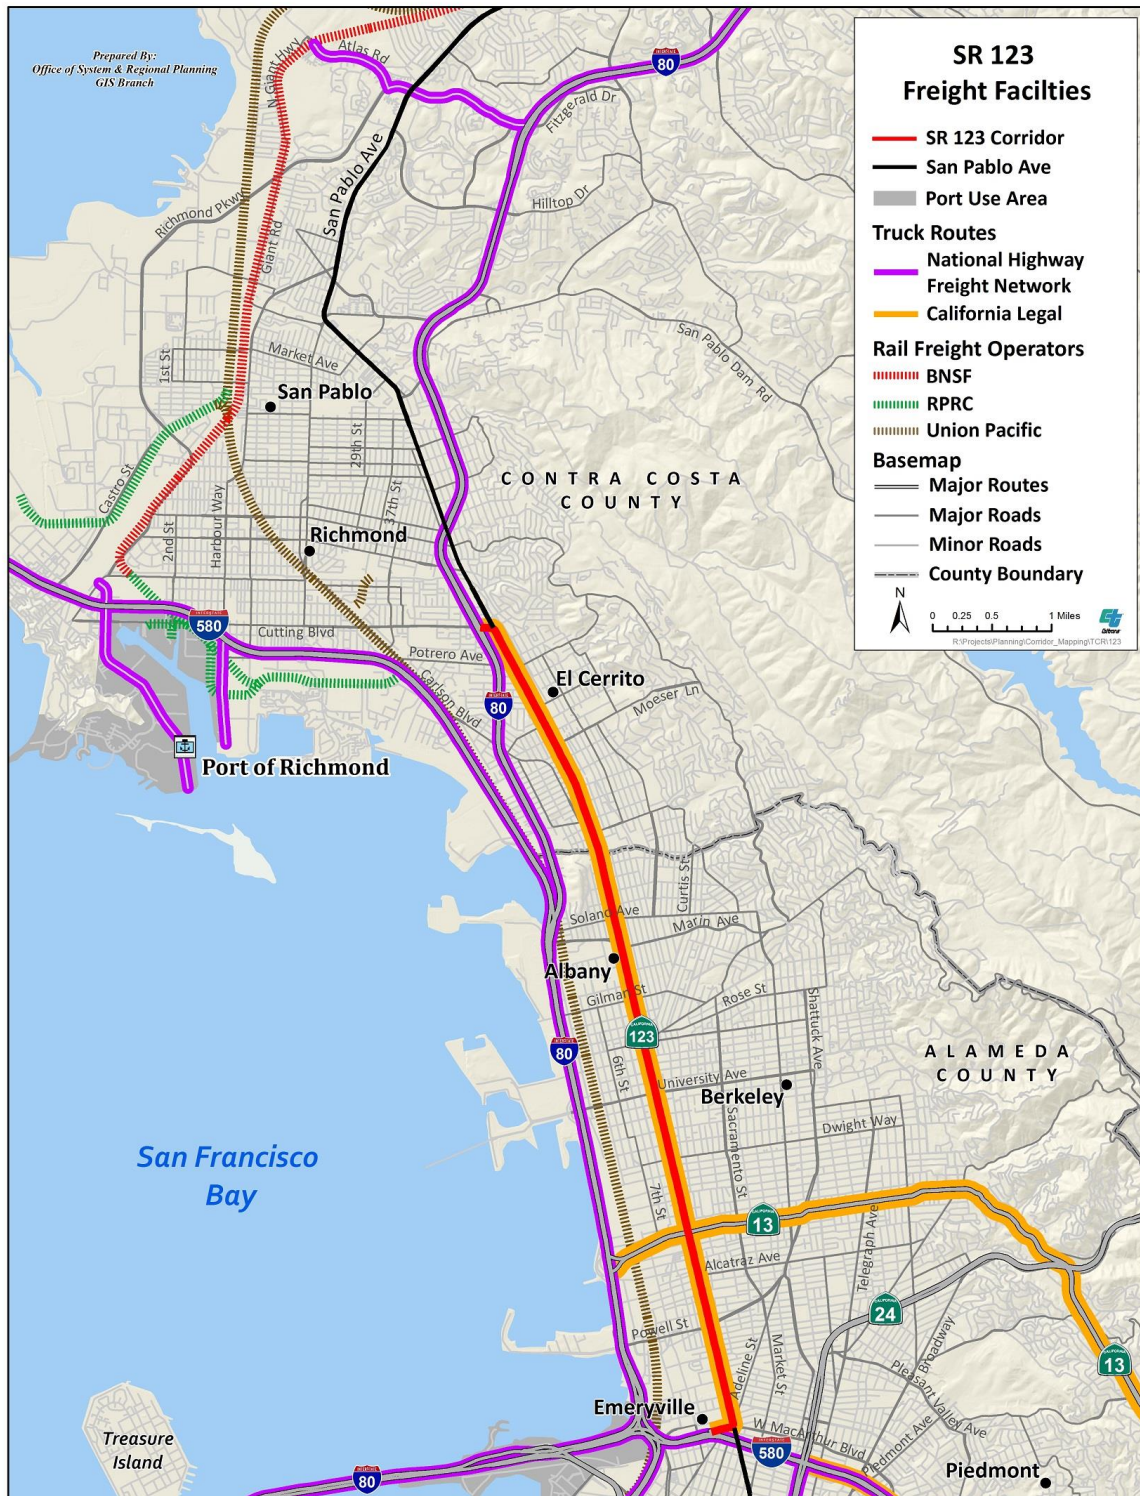 Prepared By:
Office of System & Regional Planning
GIS Branch
SR 123
Freight Facilties
SR 123 Corridor
San Pablo Ave
Port Use Area
Truck Routes
National Highway
Freight Network
California Legal
Rail Freight Operators
BNSF
RPRC
Union Pacific
Basemap
Major Routes
Major Roads
Minor Roads
County Boundary
N
0 0.25 0.5 1 Miles
R:\Projects\Planning\Corridor_Mapping\TCR\123
N Giant Hwy
Atlas Rd
80
Fitzgerald Dr
San Pablo Ave
Richmond Pkwy
Hilltop Dr
Giant Rd
San Pablo Dam Rd
1st St
Market Ave
San Pablo
29th St
CONTRA COSTA
COUNTY
Castro St
37th St
2nd St
Harbour Way
Richmond
580
Cutting Blvd
Potrero Ave
El Cerrito
Carlson Blvd
Moeser Ln
80
Port of Richmond
Curtis St
Solano Ave
Marin Ave
Albany
Gilman St
Rose St
Shattuck Ave
123
80
6th St
University Ave
Berkeley
ALAMEDA
COUNTY
Sacramento St
Dwight Way
San Francisco
Bay
7th St
13
Telegraph Ave
Alcatraz Ave
24
Powell St
Adeline St
Market St
Broadway
13
Pleasant Valley Ave
Emeryville
W MacArthur Blvd
Piedmont Ave
580
Treasure
Island
80
Piedmont